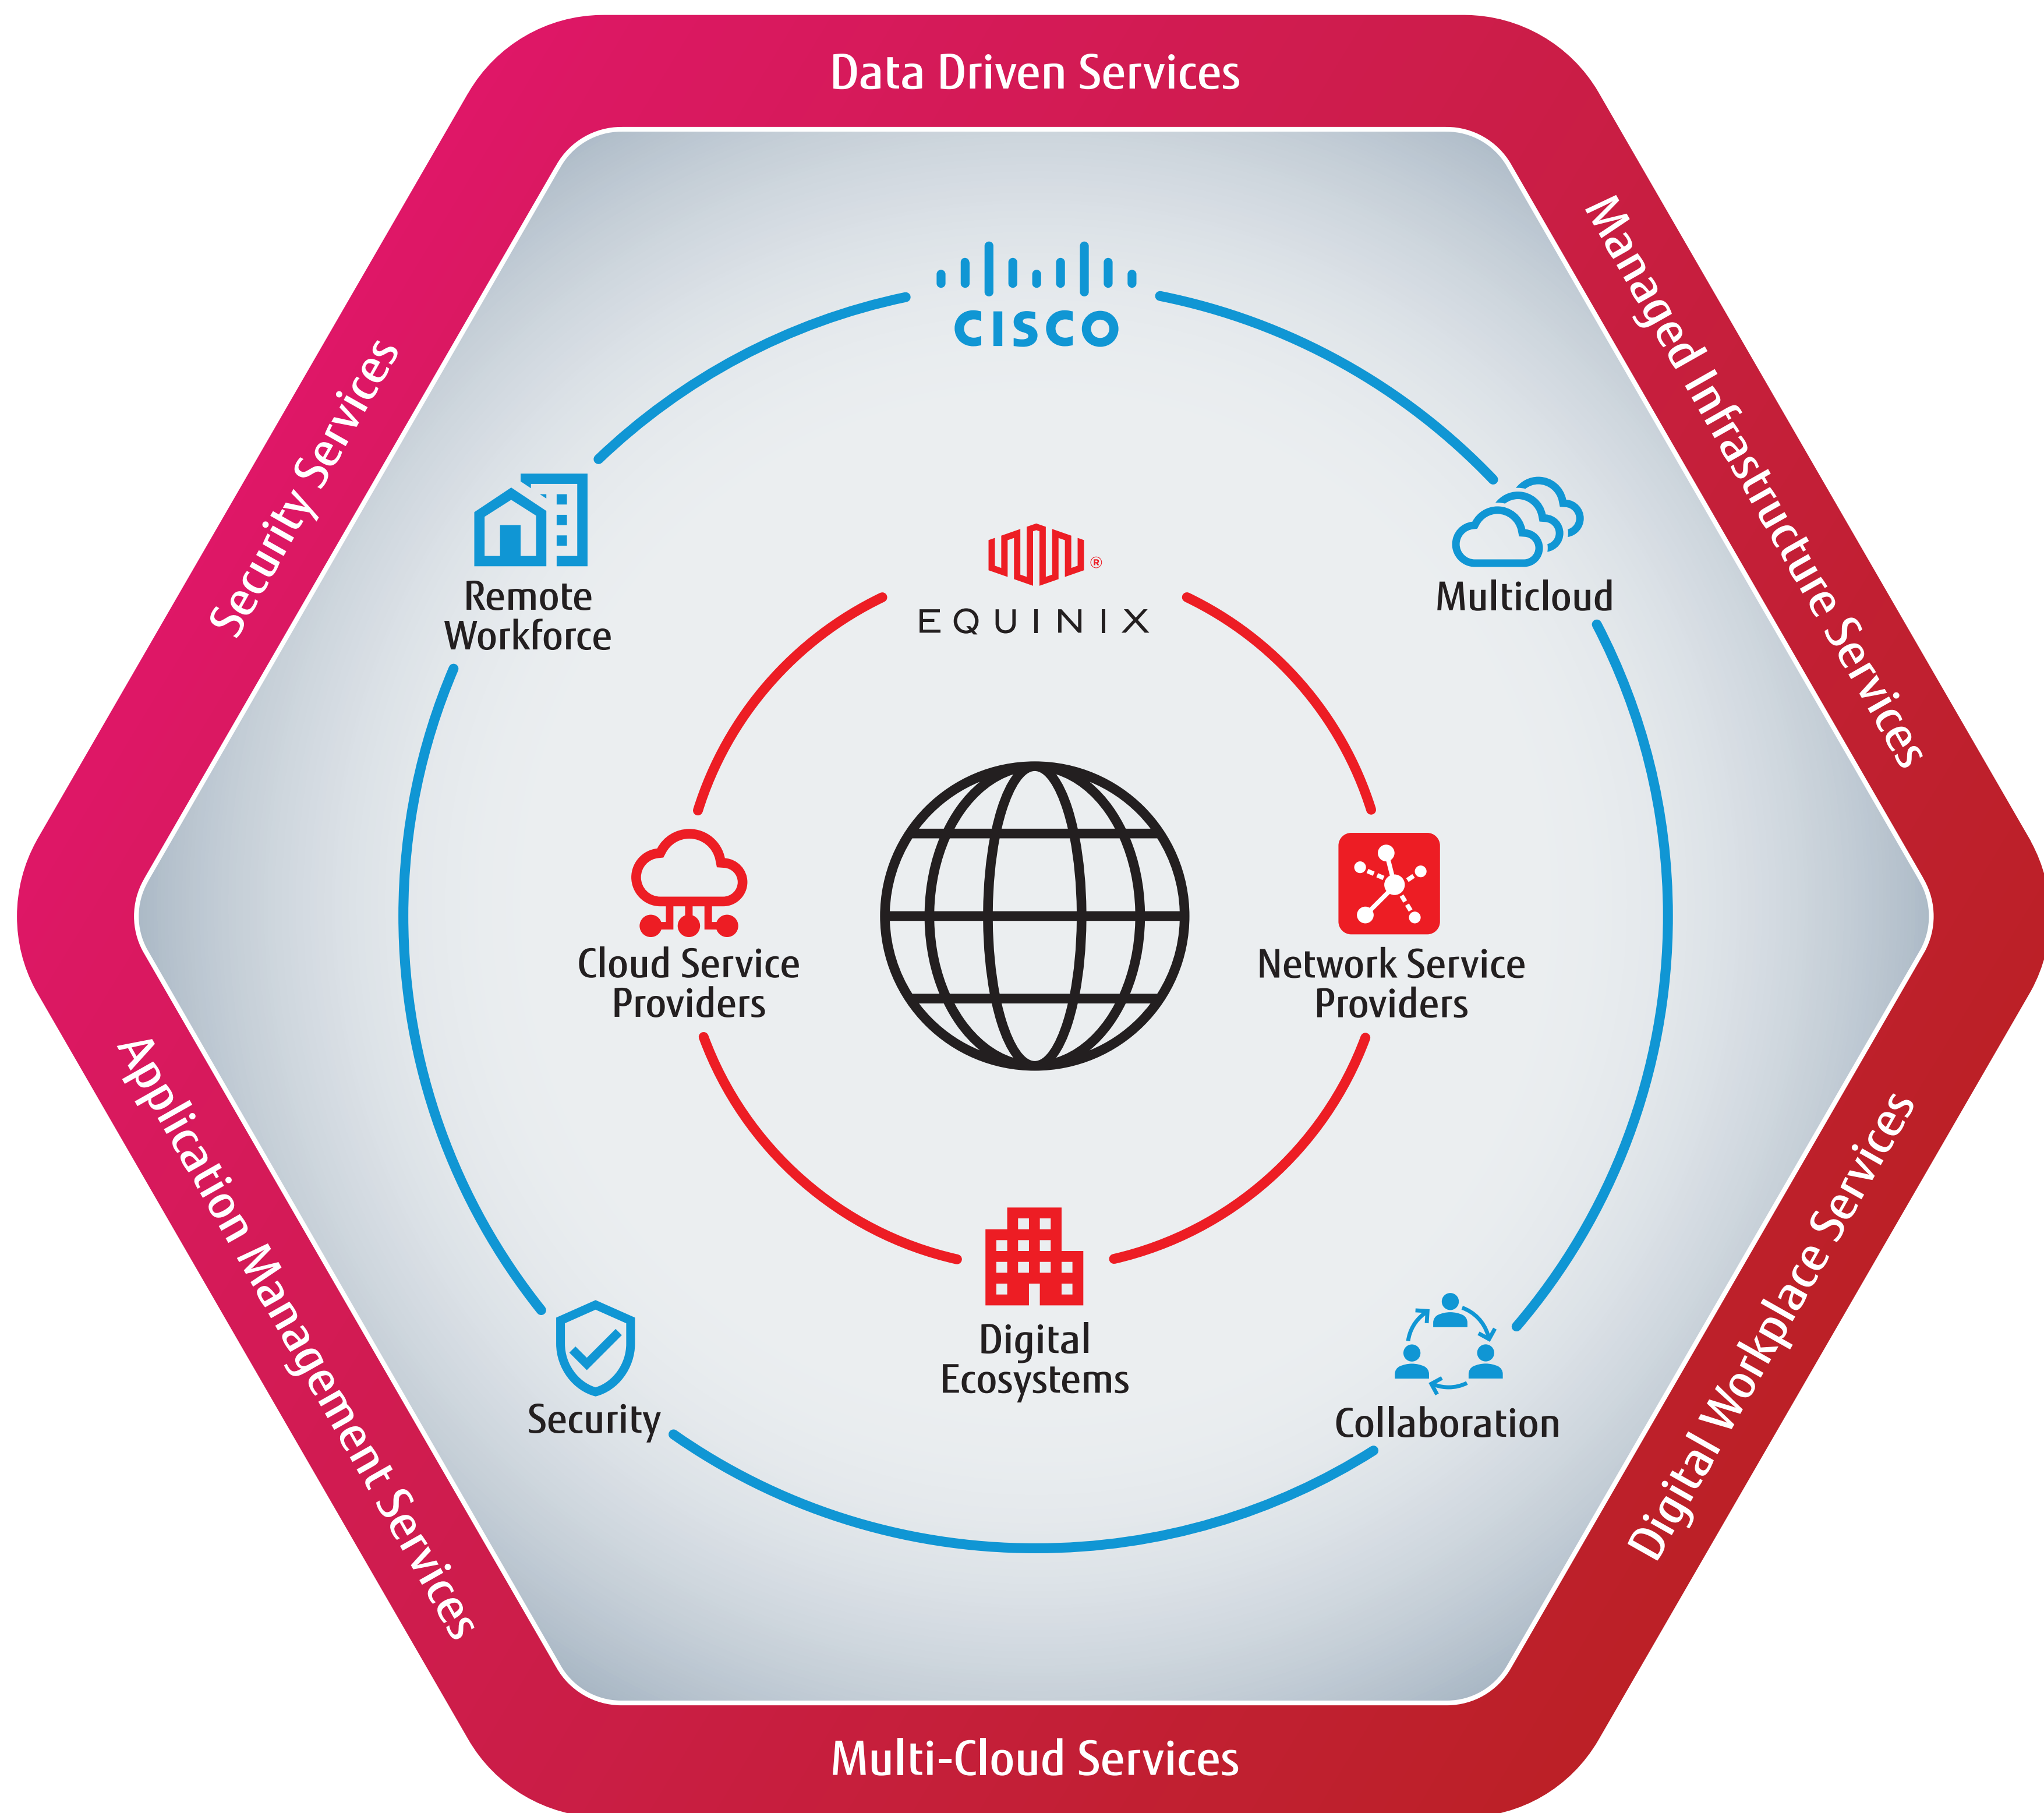 Data Driven Services
Managed Infrastructure Services
Digital Workplace Services
Multi-Cloud Services
Application Management Services
Security Services
CISCO
Remote
Workforce
Multicloud
EQUINIX
®
Cloud Service
Providers
Network Service
Providers
Digital
Ecosystems
Security
Collaboration